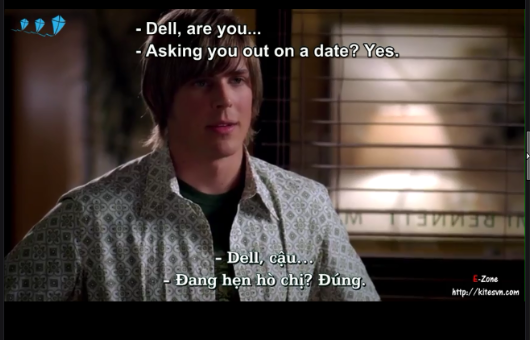 - Dell, are you...
- Asking you out on a date? Yes.
BENNETT
- Dell, cậu...
- Đang hẹn hò chị? Đúng.
E-Zone
http://kitesvn.com